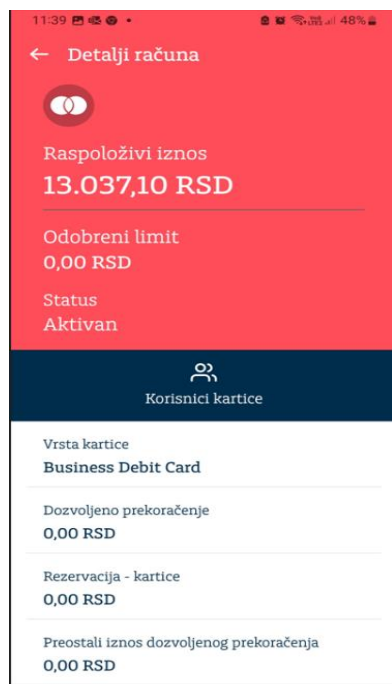 11:39
48%
Detalji računa
Raspoloživi iznos
13.037,10 RSD
Odobreni limit
0,00 RSD
Status
Aktivan
Korisnici kartice
Vrsta kartice
Business Debit Card
Dozvoljeno prekoračenje
0,00 RSD
Rezervacija - kartice
0,00 RSD
Preostali iznos dozvoljenog prekoračenja
0,00 RSD